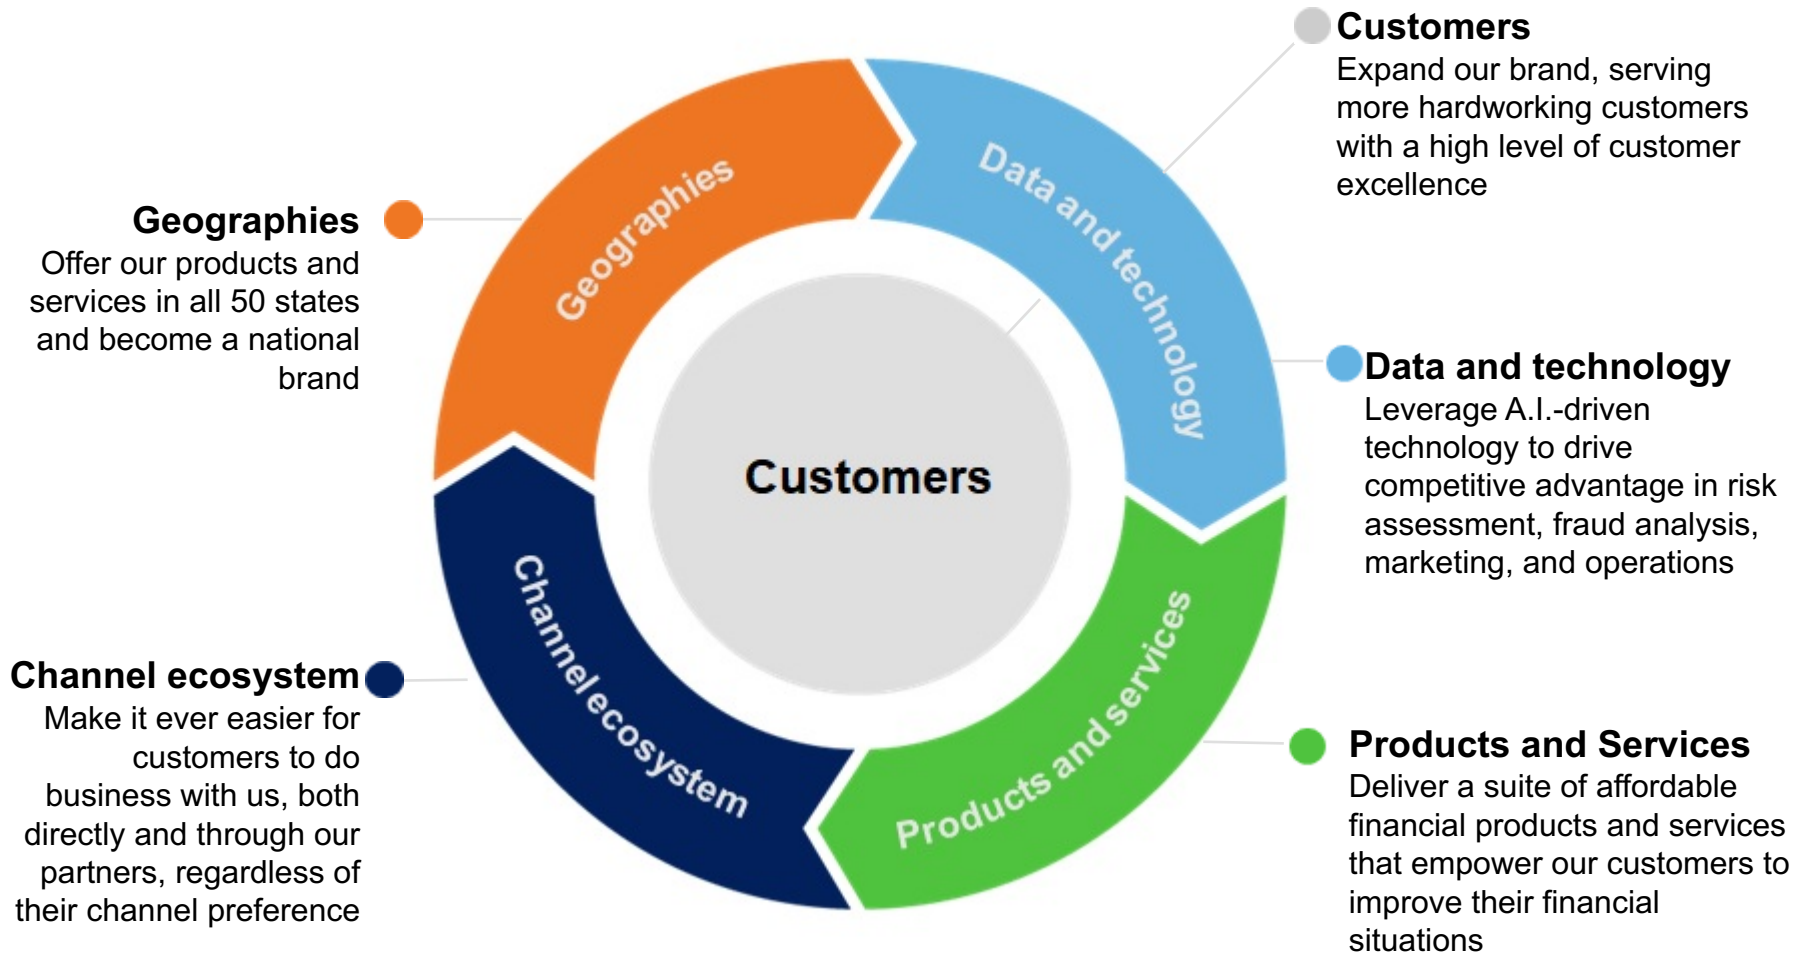 Customers
Expand our brand, serving
more hardworking customers
with a high level of customer
excellence
Geographies
Offer our products and
services in all 50 states
and become a national
brand
Geographies
Data and technology
Customers
Data and technology
Leverage A.I.-driven
technology to drive
competitive advantage in risk
assessment, fraud analysis,
marketing, and operations
Channel ecosystem
Make it ever easier for
customers to do
business with us, both
directly and through our
partners, regardless of
their channel preference
Channel ecosystem
Products and services
Products and Services
Deliver a suite of affordable
financial products and services
that empower our customers to
improve their financial
situations